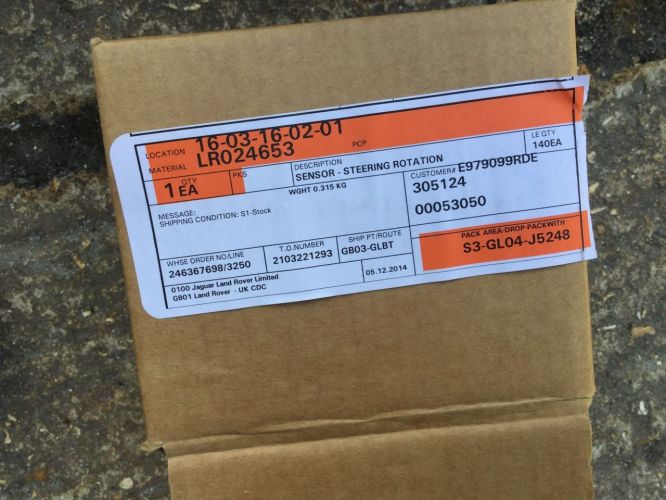 LOCATION 16-03-16-02-01
MATERIAL LR024653 PCP
LE QTY
140EA
QTY
1 EA
PKS
DESCRIPTION
SENSOR - STEERING ROTATION
WGHT 0.315 KG
CUSTOMER# E979099RDE
305124
00053050
MESSAGE:
SHIPPING CONDITION: S1-Stock
WHSE ORDER NO/LINE
246367698/3250
T.O.NUMBER
2103221293
SHIP PT/ROUTE
GB03-GLBT
PACK AREA-DROP-PACKWITH
S3-GL04-J5248
0100 Jaguar Land Rover Limited
GB01 Land Rover - UK CDC
05.12.2014